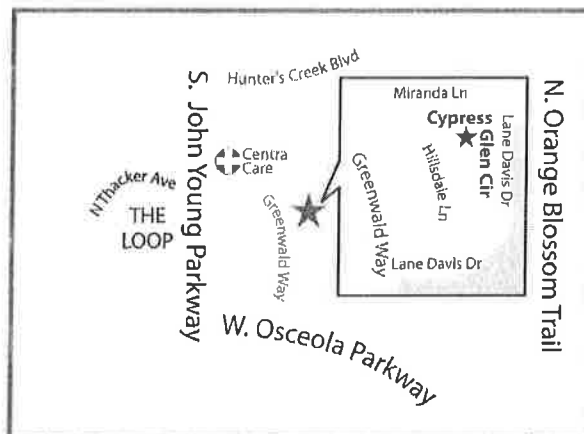 Hunter's Creek Blvd
S. John Young Parkway
N. Orange Blossom Trail
Miranda Ln
Cypress
Glen Cir
Lane Davis Dr
Hillsdale Ln
Greenwald Way
Lane Davis Dr
Centra
Care
N Thacker Ave
THE
LOOP
Greenwald Way
W. Osceola Parkway